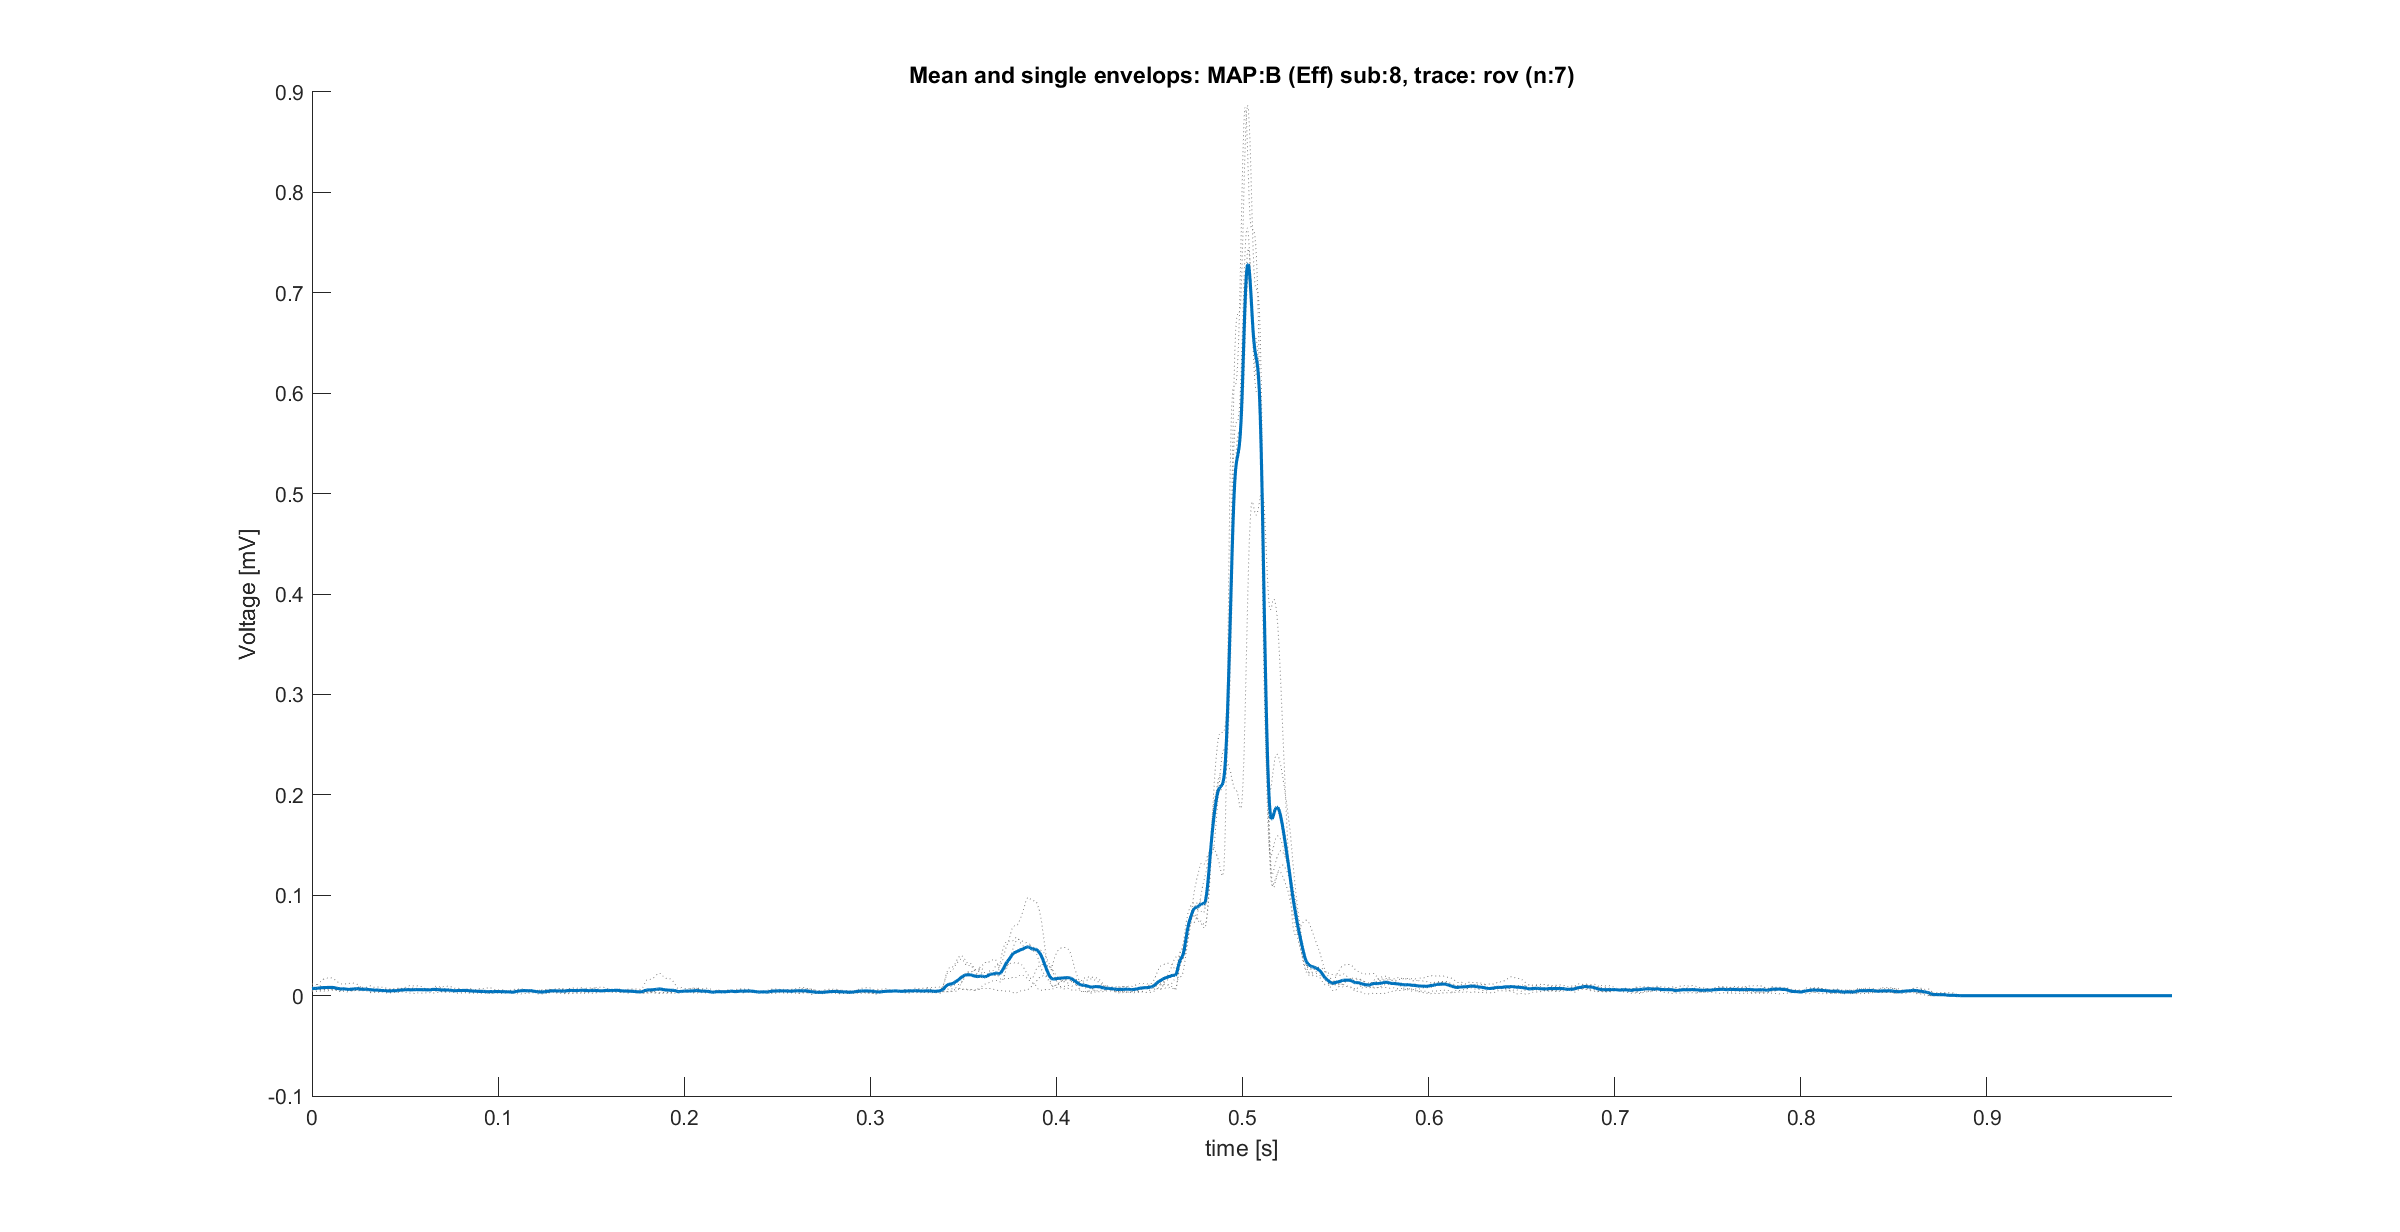 Mean and single envelops: MAP:B (Eff) sub:8, trace: rov (n:7)
0.9
0.8
0.7
0.6
0.5
0.4
0.3
0.2
0.1
0
-0.1
Voltage [mV]
0 0.1 0.2 0.3 0.4 0.5 0.6 0.7 0.8 0.9
time [s]